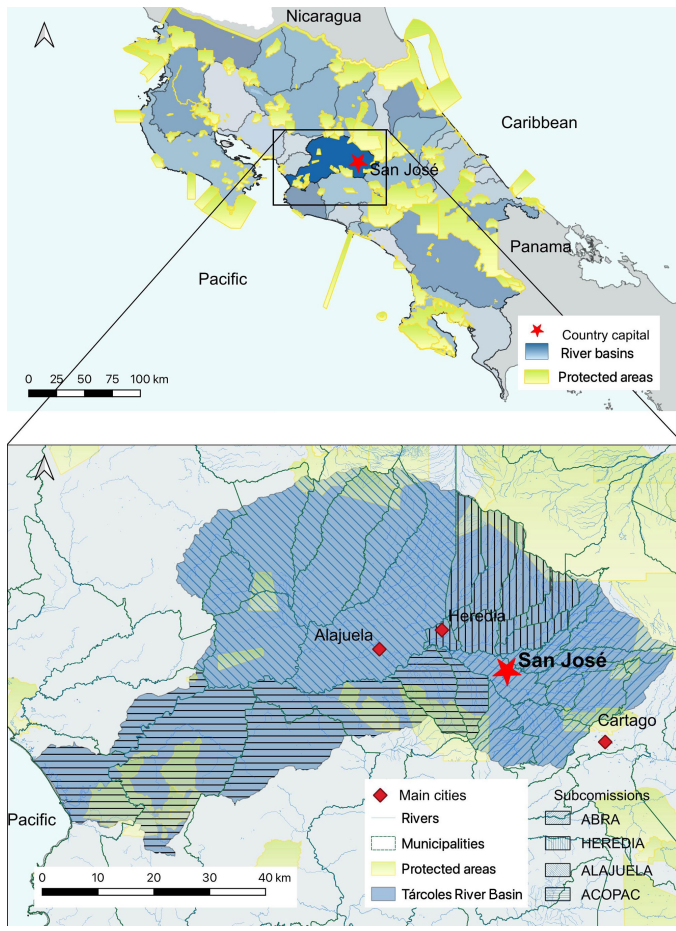 Nicaragua
Caribbean
San José
Panama
Pacific
Country capital
River basins
Protected areas
0 25 50 75 100 km
Heredia
Alajuela
San José
Cartago
Pacific
Main cities
Rivers
Municipalities
Protected areas
Tárcoles River Basin
Subcomissions
ABRA
HEREDIA
ALAJUELA
ACOPAC
0 10 20 30 40 km